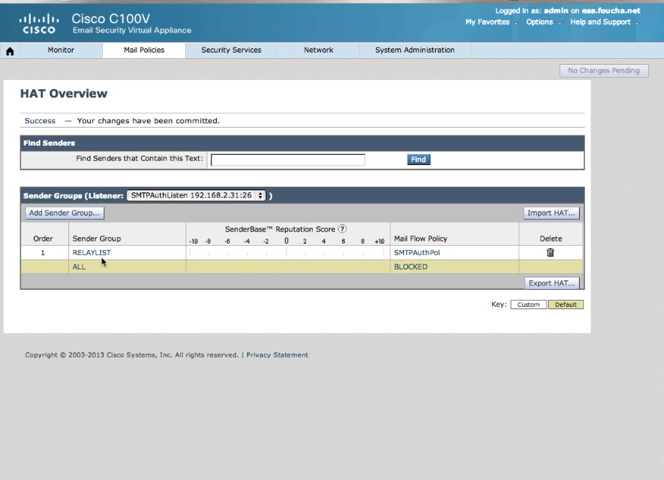 Logged in as: admin on esa.foucha.net
Cisco C100V
Email Security Virtual Appliance
CISCO
My Favorites Options Help and Support
Monitor Mail Policies Security Services Network System Administration
No Changes Pending
HAT Overview
Success — Your changes have been committed.
Find Senders
Find Senders that Contain this Text: Find
Sender Groups (Listener: SMTPAuthListen 192.168.2.31:26 )
Add Sender Group... Import HAT...
SenderBase™ Reputation Score ?
Order Sender Group -10 -8 -6 -4 -2 0 2 4 6 8 +10 Mail Flow Policy Delete
1 RELAYLIST SMTPAuthPol
ALL BLOCKED
Export HAT...
Key: Custom Default
Copyright © 2003-2013 Cisco Systems, Inc. All rights reserved. | Privacy Statement